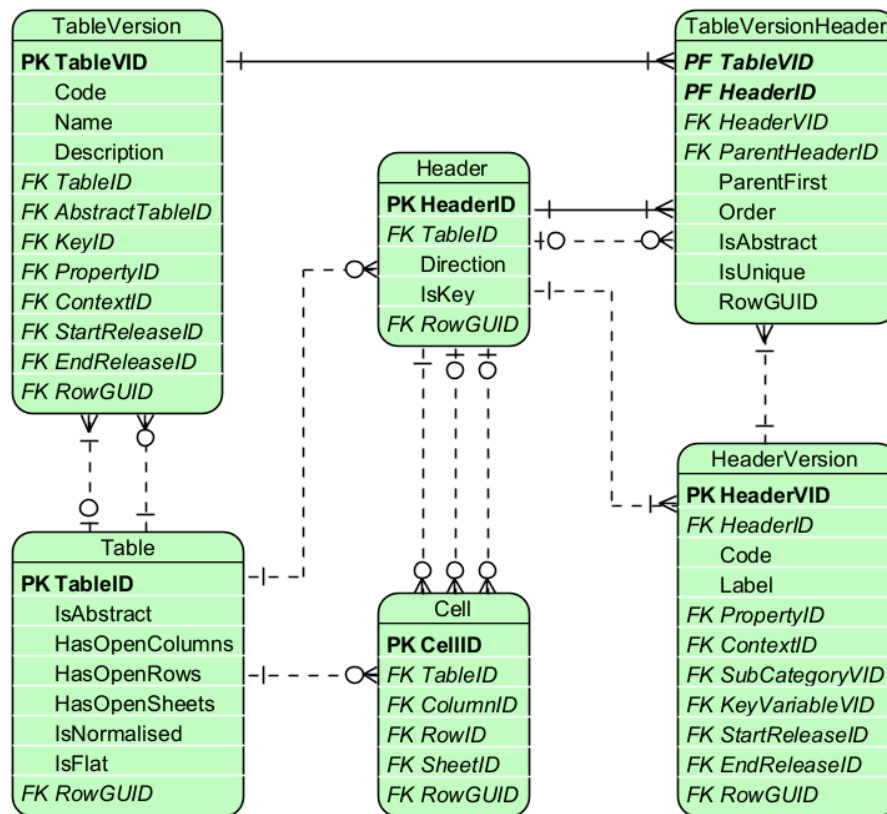 TableVersion
PK TableVID
Code
Name
Description
FK TableID
FK AbstractTableID
FK KeyID
FK PropertyID
FK ContextID
FK StartReleaseID
FK EndReleaseID
FK RowGUID
TableVersionHeader
PF TableVID
PF HeaderID
FK HeaderVID
FK ParentHeaderID
ParentFirst
Order
IsAbstract
IsUnique
RowGUID
Header
PK HeaderID
FK TableID
Direction
IsKey
FK RowGUID
Table
PK TableID
IsAbstract
HasOpenColumns
HasOpenRows
HasOpenSheets
IsNormalised
IsFlat
FK RowGUID
Cell
PK CellID
FK TableID
FK ColumnID
FK RowID
FK SheetID
FK RowGUID
HeaderVersion
PK HeaderVID
FK HeaderID
Code
Label
FK PropertyID
FK ContextID
FK SubCategoryVID
FK KeyVariableVID
FK StartReleaseID
FK EndReleaseID
FK RowGUID